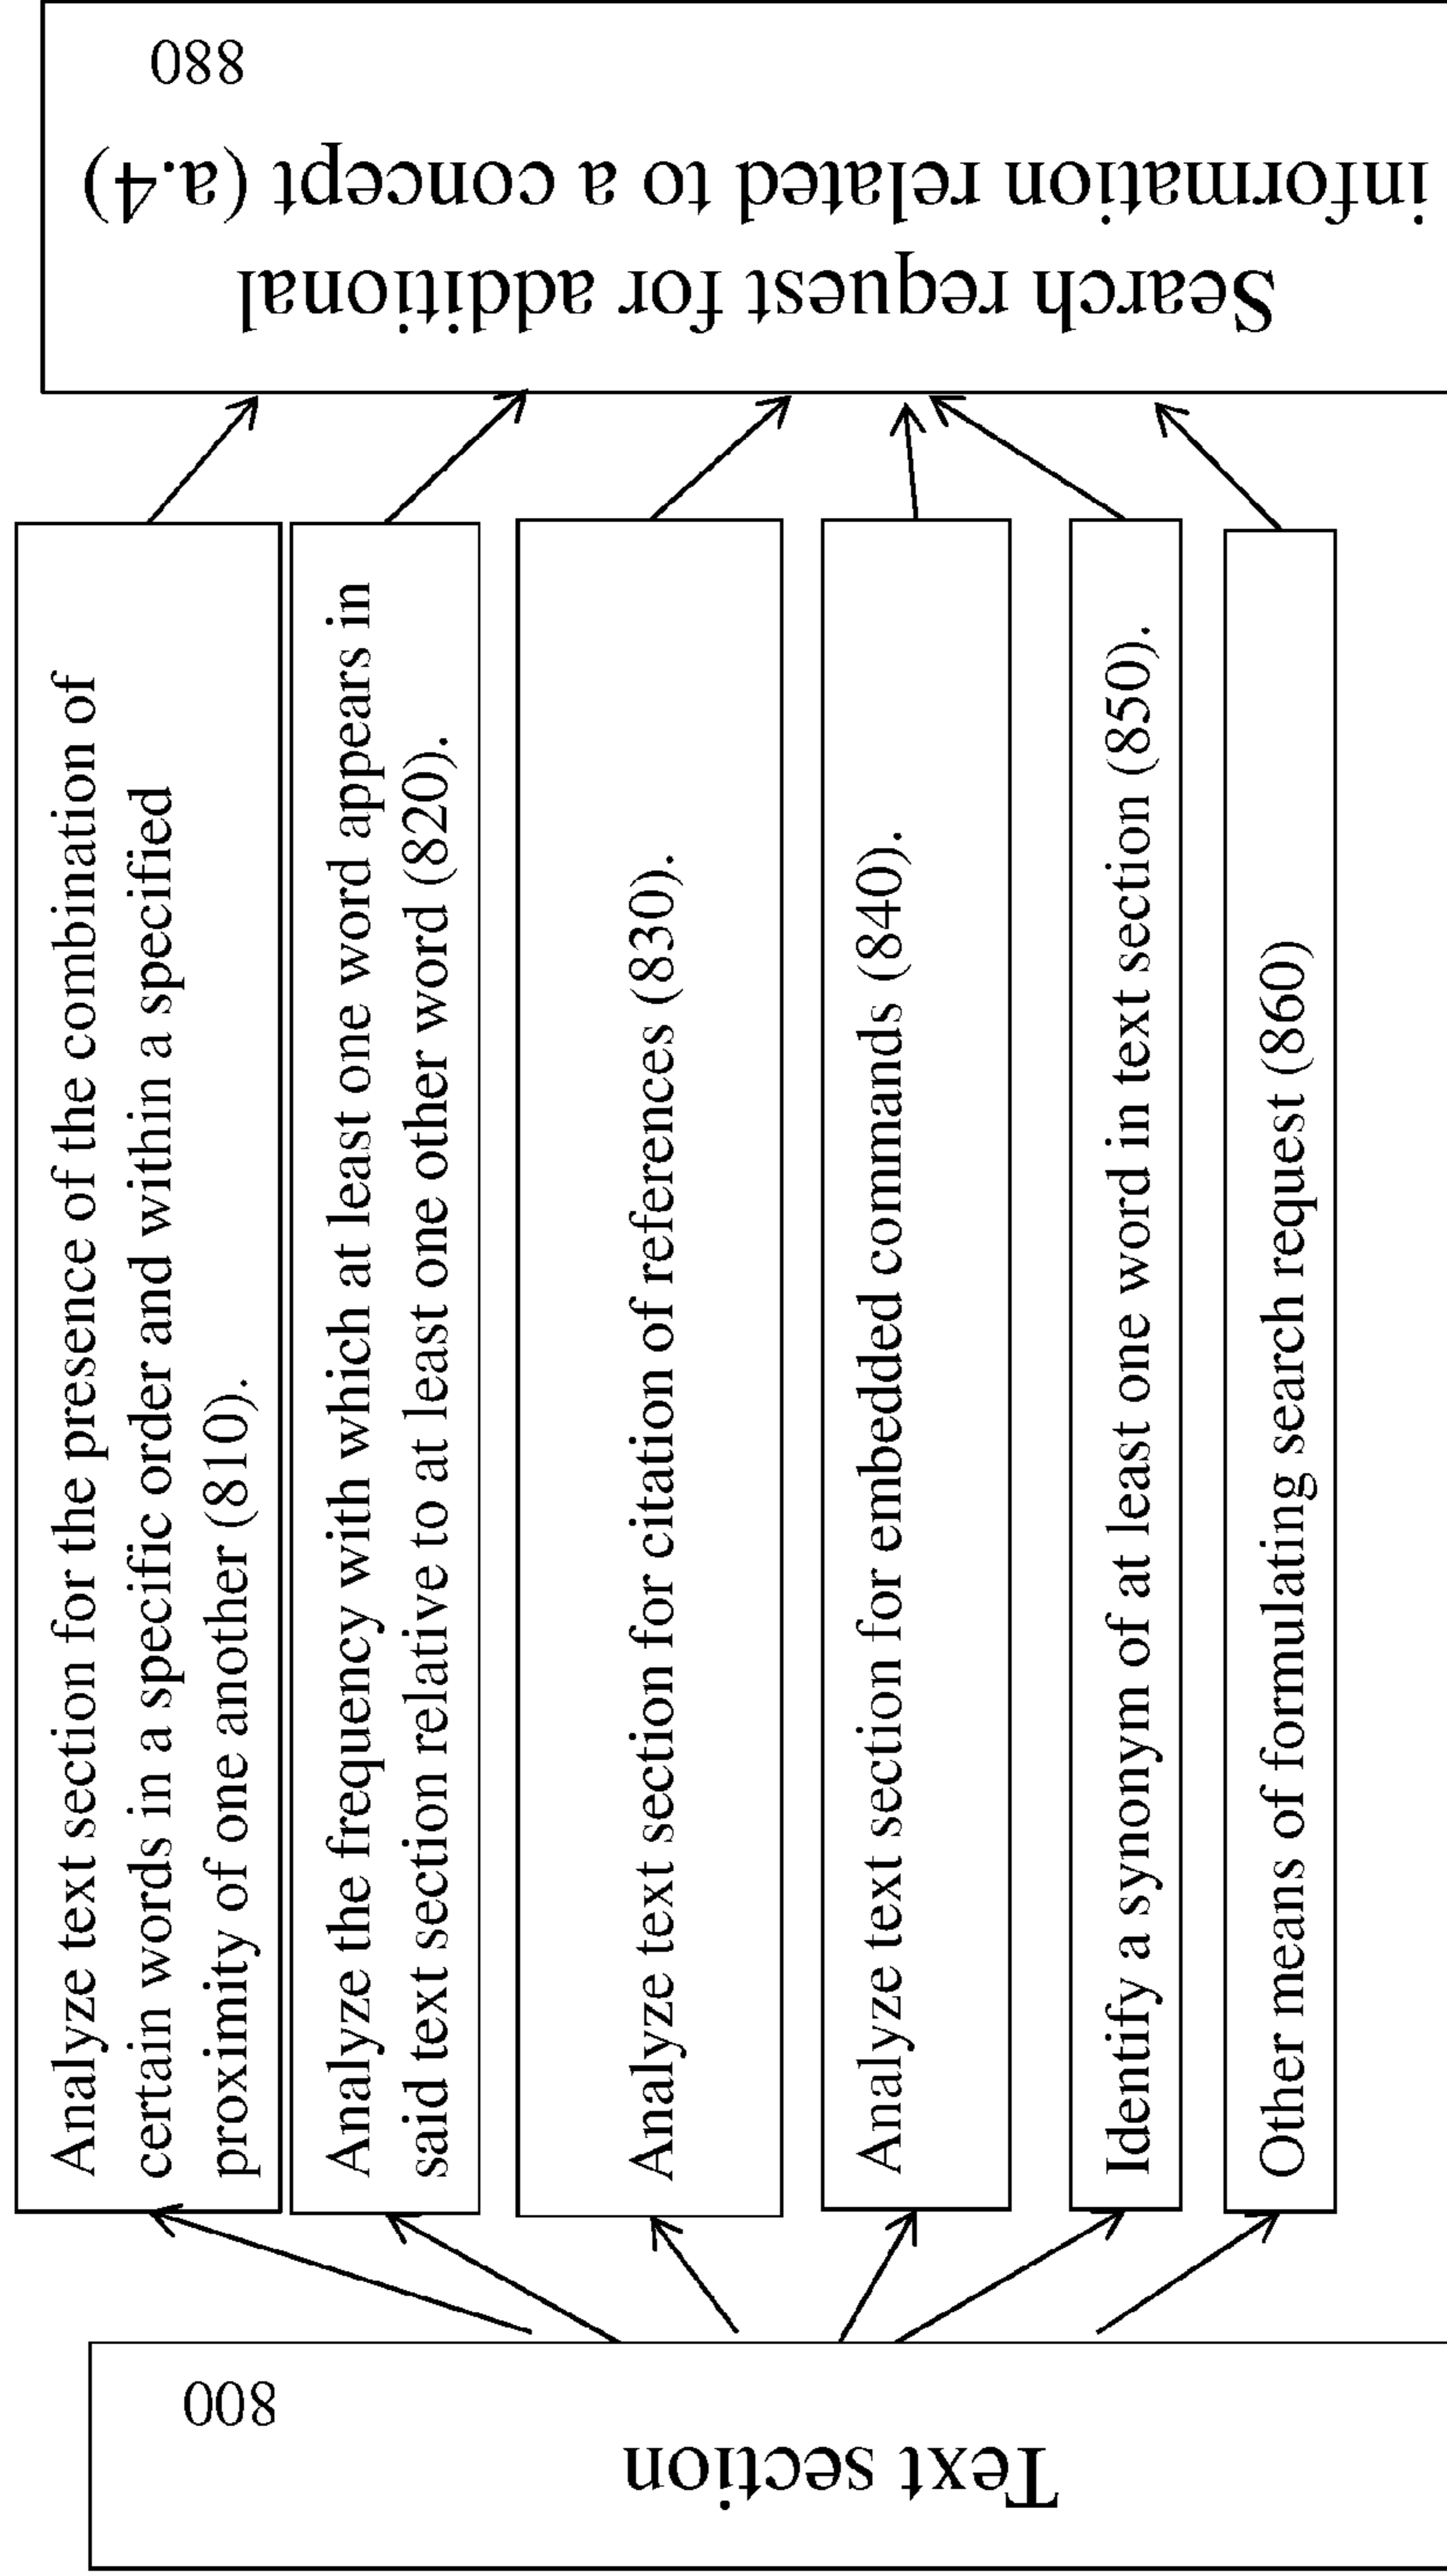 Text section
800
Analyze text section for the presence of the combination of
certain words in a specific order and within a specified
proximity of one another (810).
Analyze the frequency with which at least one word appears in
said text section relative to at least one other word (820).
Analyze text section for citation of references (830).
Analyze text section for embedded commands (840).
Identify a synonym of at least one word in text section (850).
Other means of formulating search request (860)
Search request for additional
information related to a concept (a.4)
880